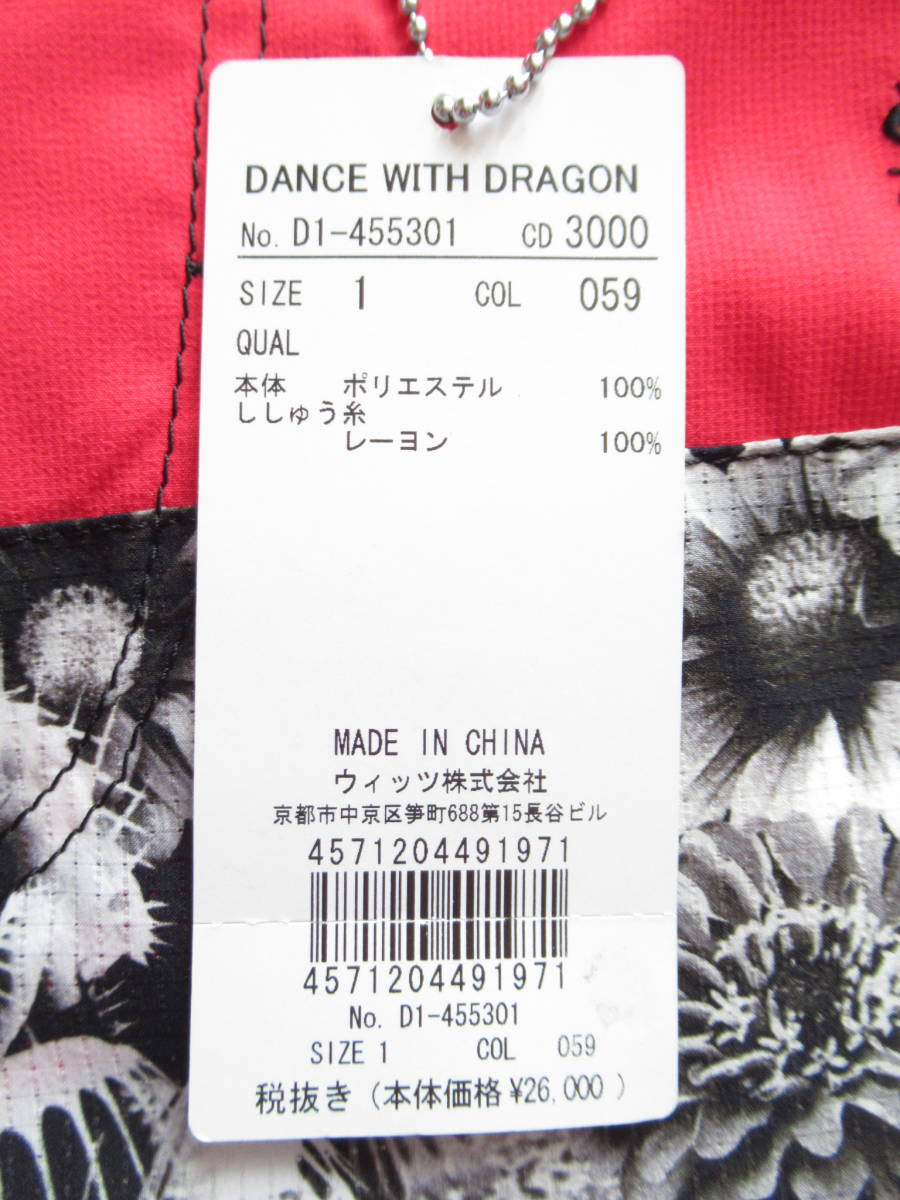 DANCE WITH DRAGON
No. D1-455301 CD 3000
SIZE 1 COL 059
QUAL
本体 ポリエステル 100%
ししゅう糸
レーヨン 100%
MADE IN CHINA
ウィッツ株式会社
京都市中京区笋町688第15長谷ビル
4571204491971
4571204491971
No. D1-455301
SIZE 1 COL 059
税抜き (本体価格 ¥26,000 )